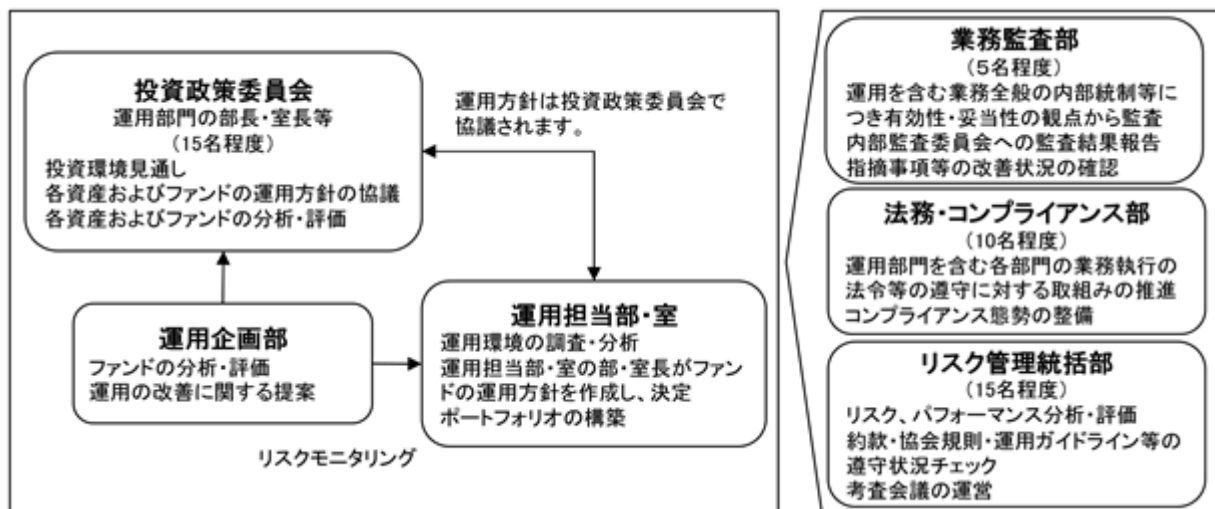 投資政策委員会
運用部門の部長・室長等
(15名程度)
投資環境見通し
各資産およびファンドの運用方針の協議
各資産およびファンドの分析・評価
運用方針は投資政策委員会で
協議されます。
運用企画部
ファンドの分析・評価
運用の改善に関する提案
運用担当部・室
運用環境の調査・分析
運用担当部・室の部・室長がファン
ドの運用方針を作成し、決定
ポートフォリオの構築
リスクモニタリング
業務監査部
(5名程度)
運用を含む業務全般の内部統制等に
つき有効性・妥当性の観点から監査
内部監査委員会への監査結果報告
指摘事項等の改善状況の確認
法務・コンプライアンス部
(10名程度)
運用部門を含む各部門の業務執行の
法令等の遵守に対する取組みの推進
コンプライアンス態勢の整備
リスク管理統括部
(15名程度)
リスク、パフォーマンス分析・評価
約款・協会規則・運用ガイドライン等の
遵守状況チェック
考査会議の運営